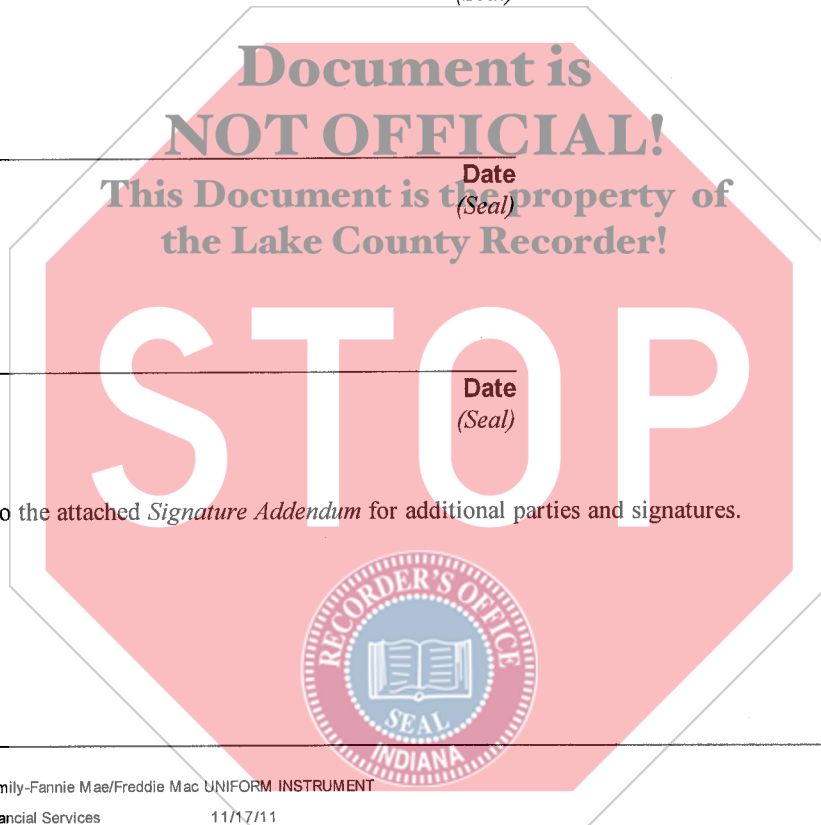 (Seal)
Document is
NOT OFFICIAL!
Date
This Document is the property of
(Seal)
the Lake County Recorder!
STOP
Date
(Seal)
o the attached Signature Addendum for additional parties and signatures.
RECORDER'S OFFICE
SEAL
INDIANA
mily-Fannie Mae/Freddie Mac UNIFORM INSTRUMENT
ancial Services 11/17/11